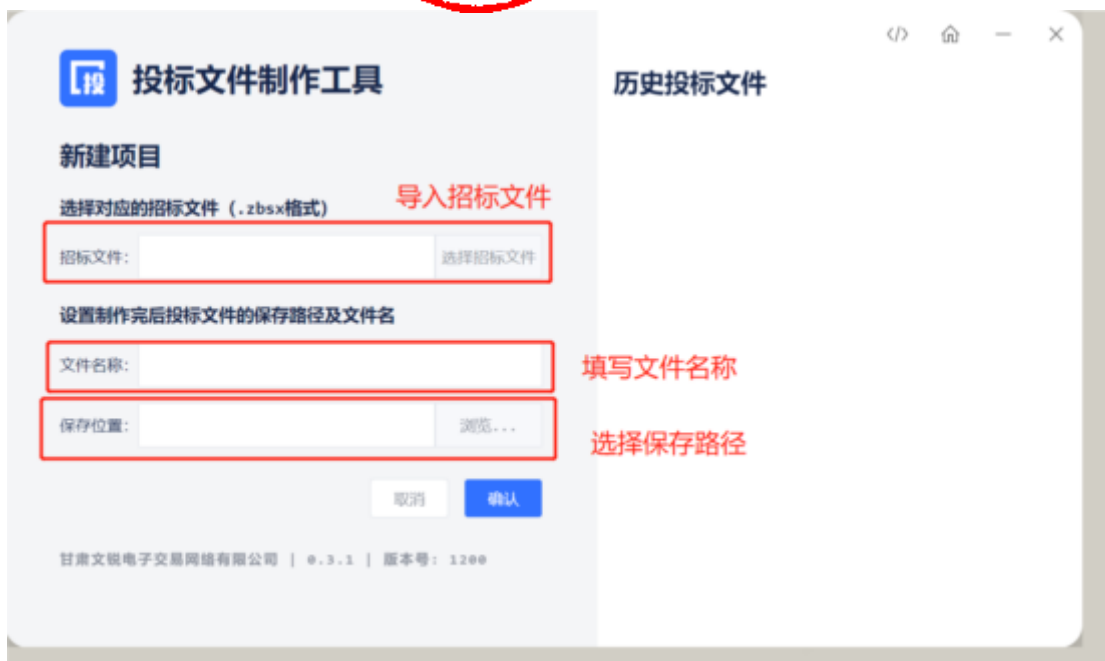 投标文件制作工具
新建项目
选择对应的招标文件（.zbsx格式）
导入招标文件
招标文件：
选择招标文件
设置制作完后投标文件的保存路径及文件名
文件名称：
填写文件名称
保存位置：
浏览...
选择保存路径
取消
确认
甘肃文锐电子交易网络有限公司 | 0.3.1 | 版本号: 1200
历史投标文件